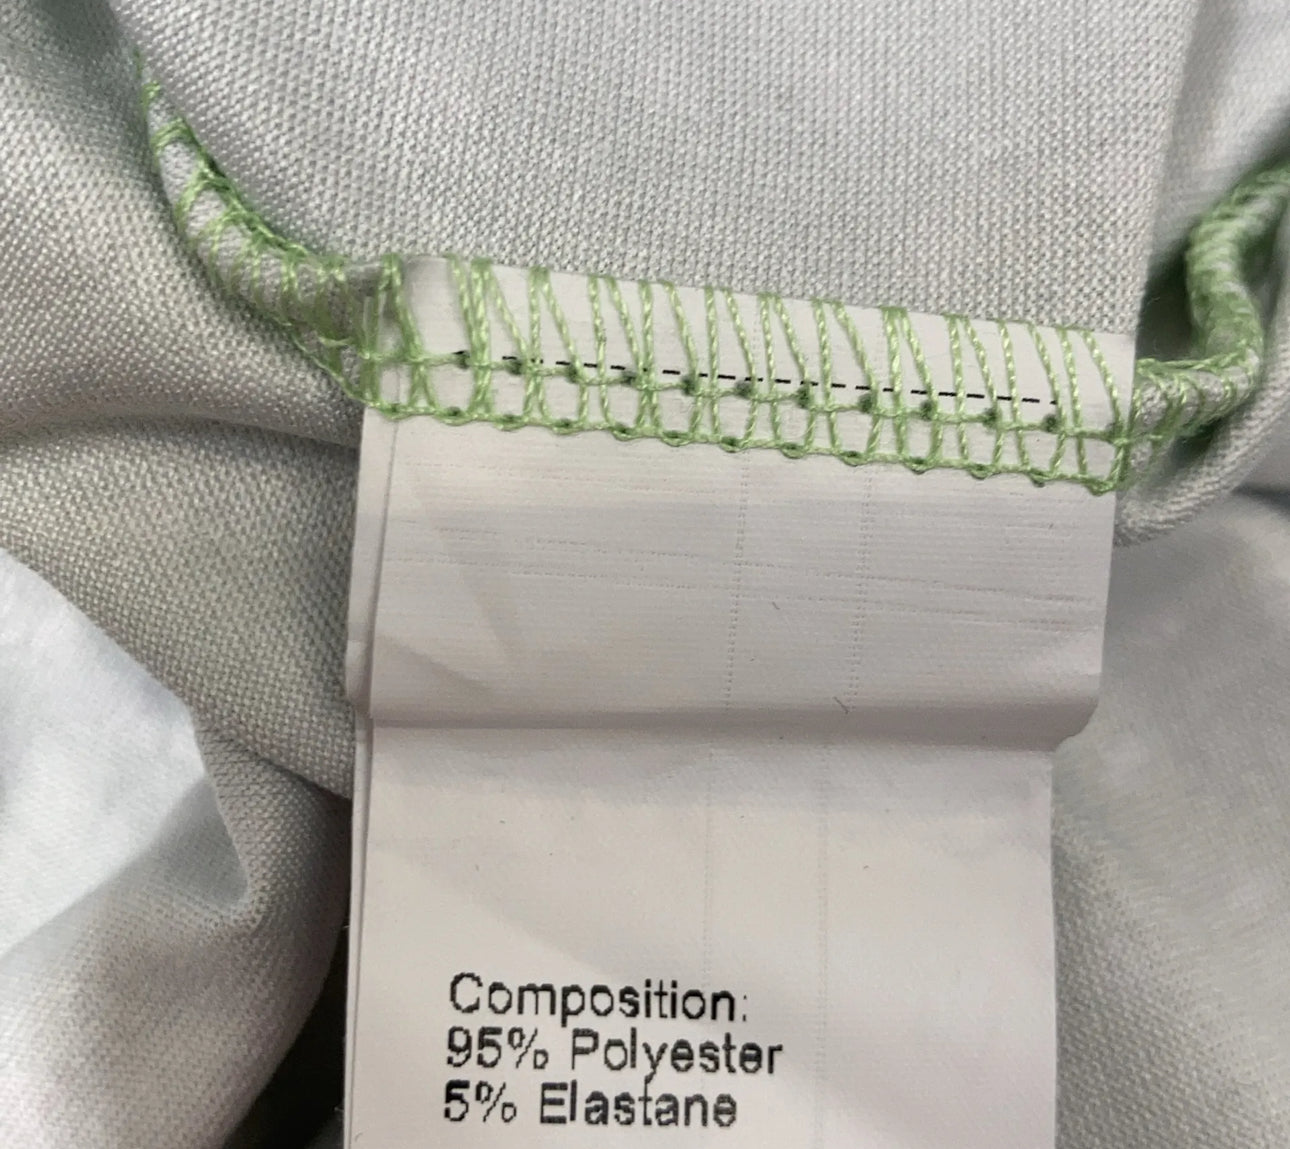 Composition:
95% Polyester
5% Elastane